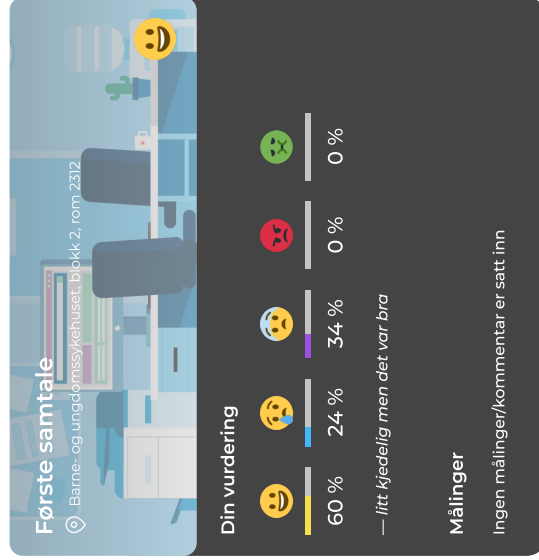 Første samtale
Barne- og ungdomssykehuset, blokk 2, rom 2312
Din vurdering
60 %
24 %
34 %
0 %
0 %
— litt kjedelig men det var bra
Målinger
Ingen målinger/kommentar er satt inn